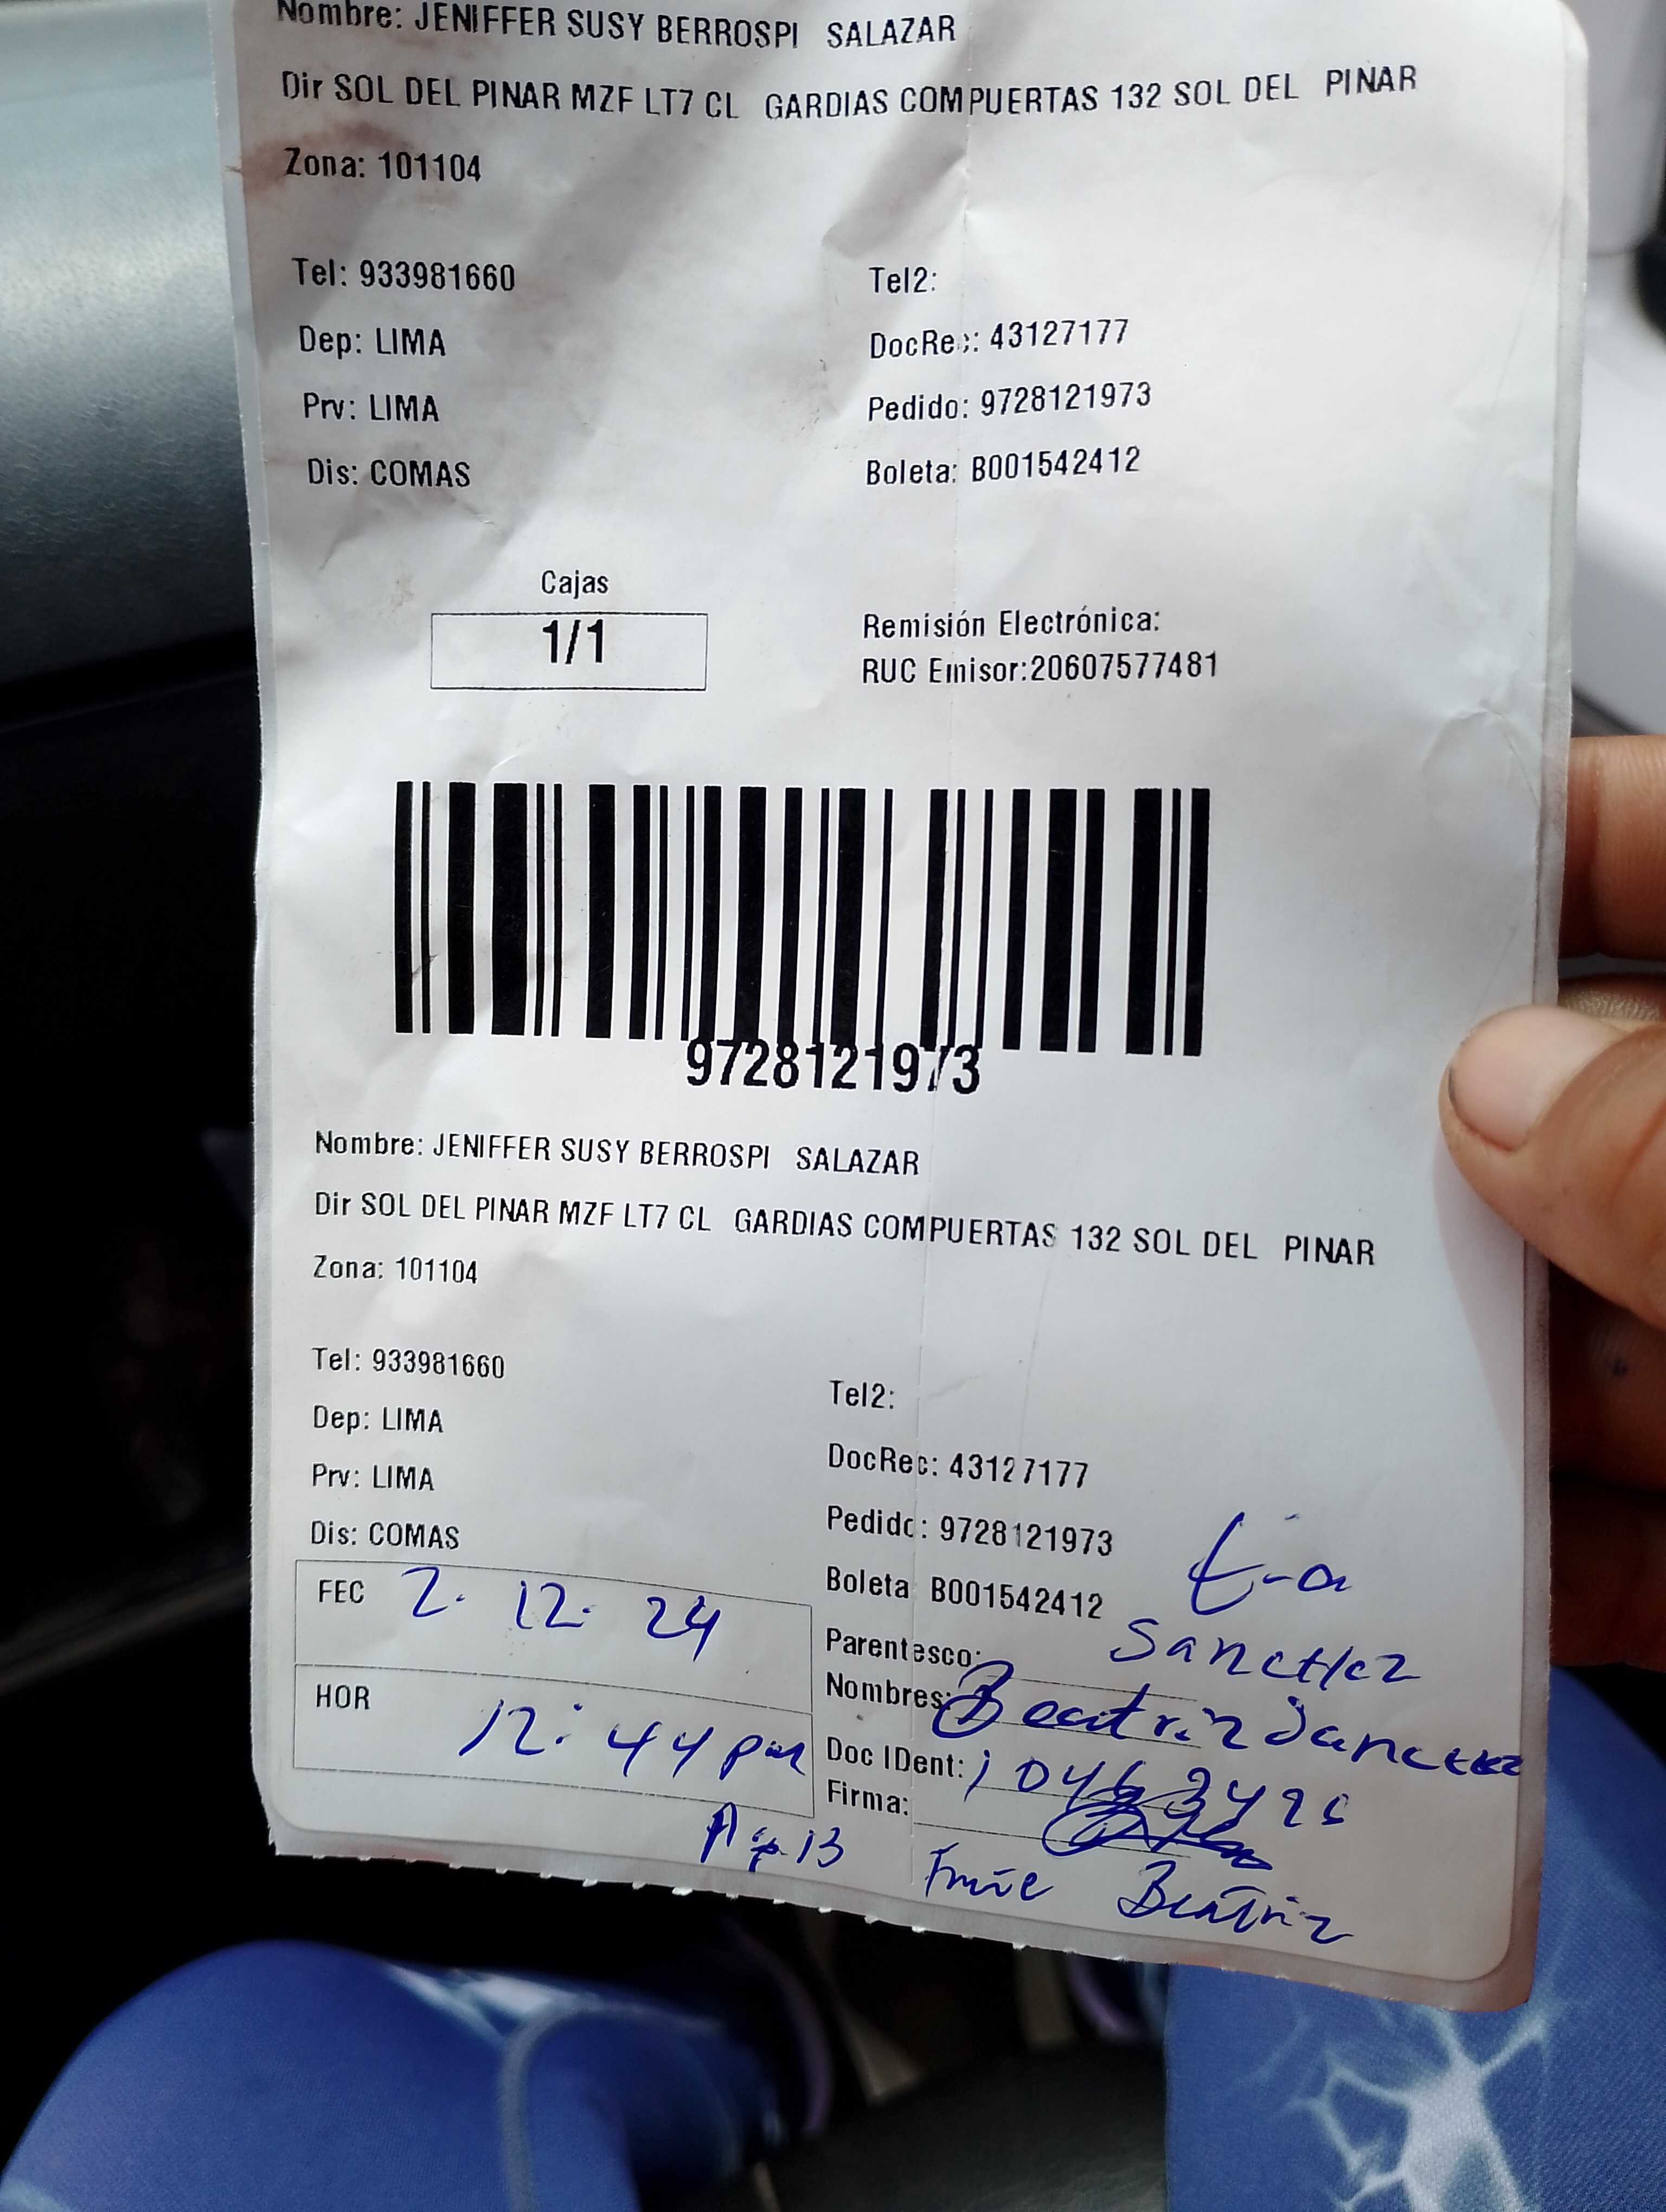 Nombre: JENIFFER SUSY BERROSPI SALAZAR
Dir SOL DEL PINAR MZF LT7 CL GARDIAS COMPUERTAS 132 SOL DEL PINAR
Zona: 101104
Tel: 933981660 Tel2:
Dep: LIMA DocRec: 43127177
Prv: LIMA Pedido: 9728121973
Dis: COMAS Boleta: B001542412
Cajas
1/1
Remisión Electrónica:
RUC Emisor:20607577481
9728121973
Nombre: JENIFFER SUSY BERROSPI SALAZAR
Dir SOL DEL PINAR MZF LT7 CL GARDIAS COMPUERTAS 132 SOL DEL PINAR
Zona: 101104
Tel: 933981660 Tel2:
Dep: LIMA DocRec: 43127177
Prv: LIMA Pedido: 9728121973
Dis: COMAS Boleta B001542412
FEC 2. 12. 24
HOR 12:44 pm
Parentesco: Sanchez
Nombres: Beatriz Sanchez
Doc IDent:
Firma:
Beatriz